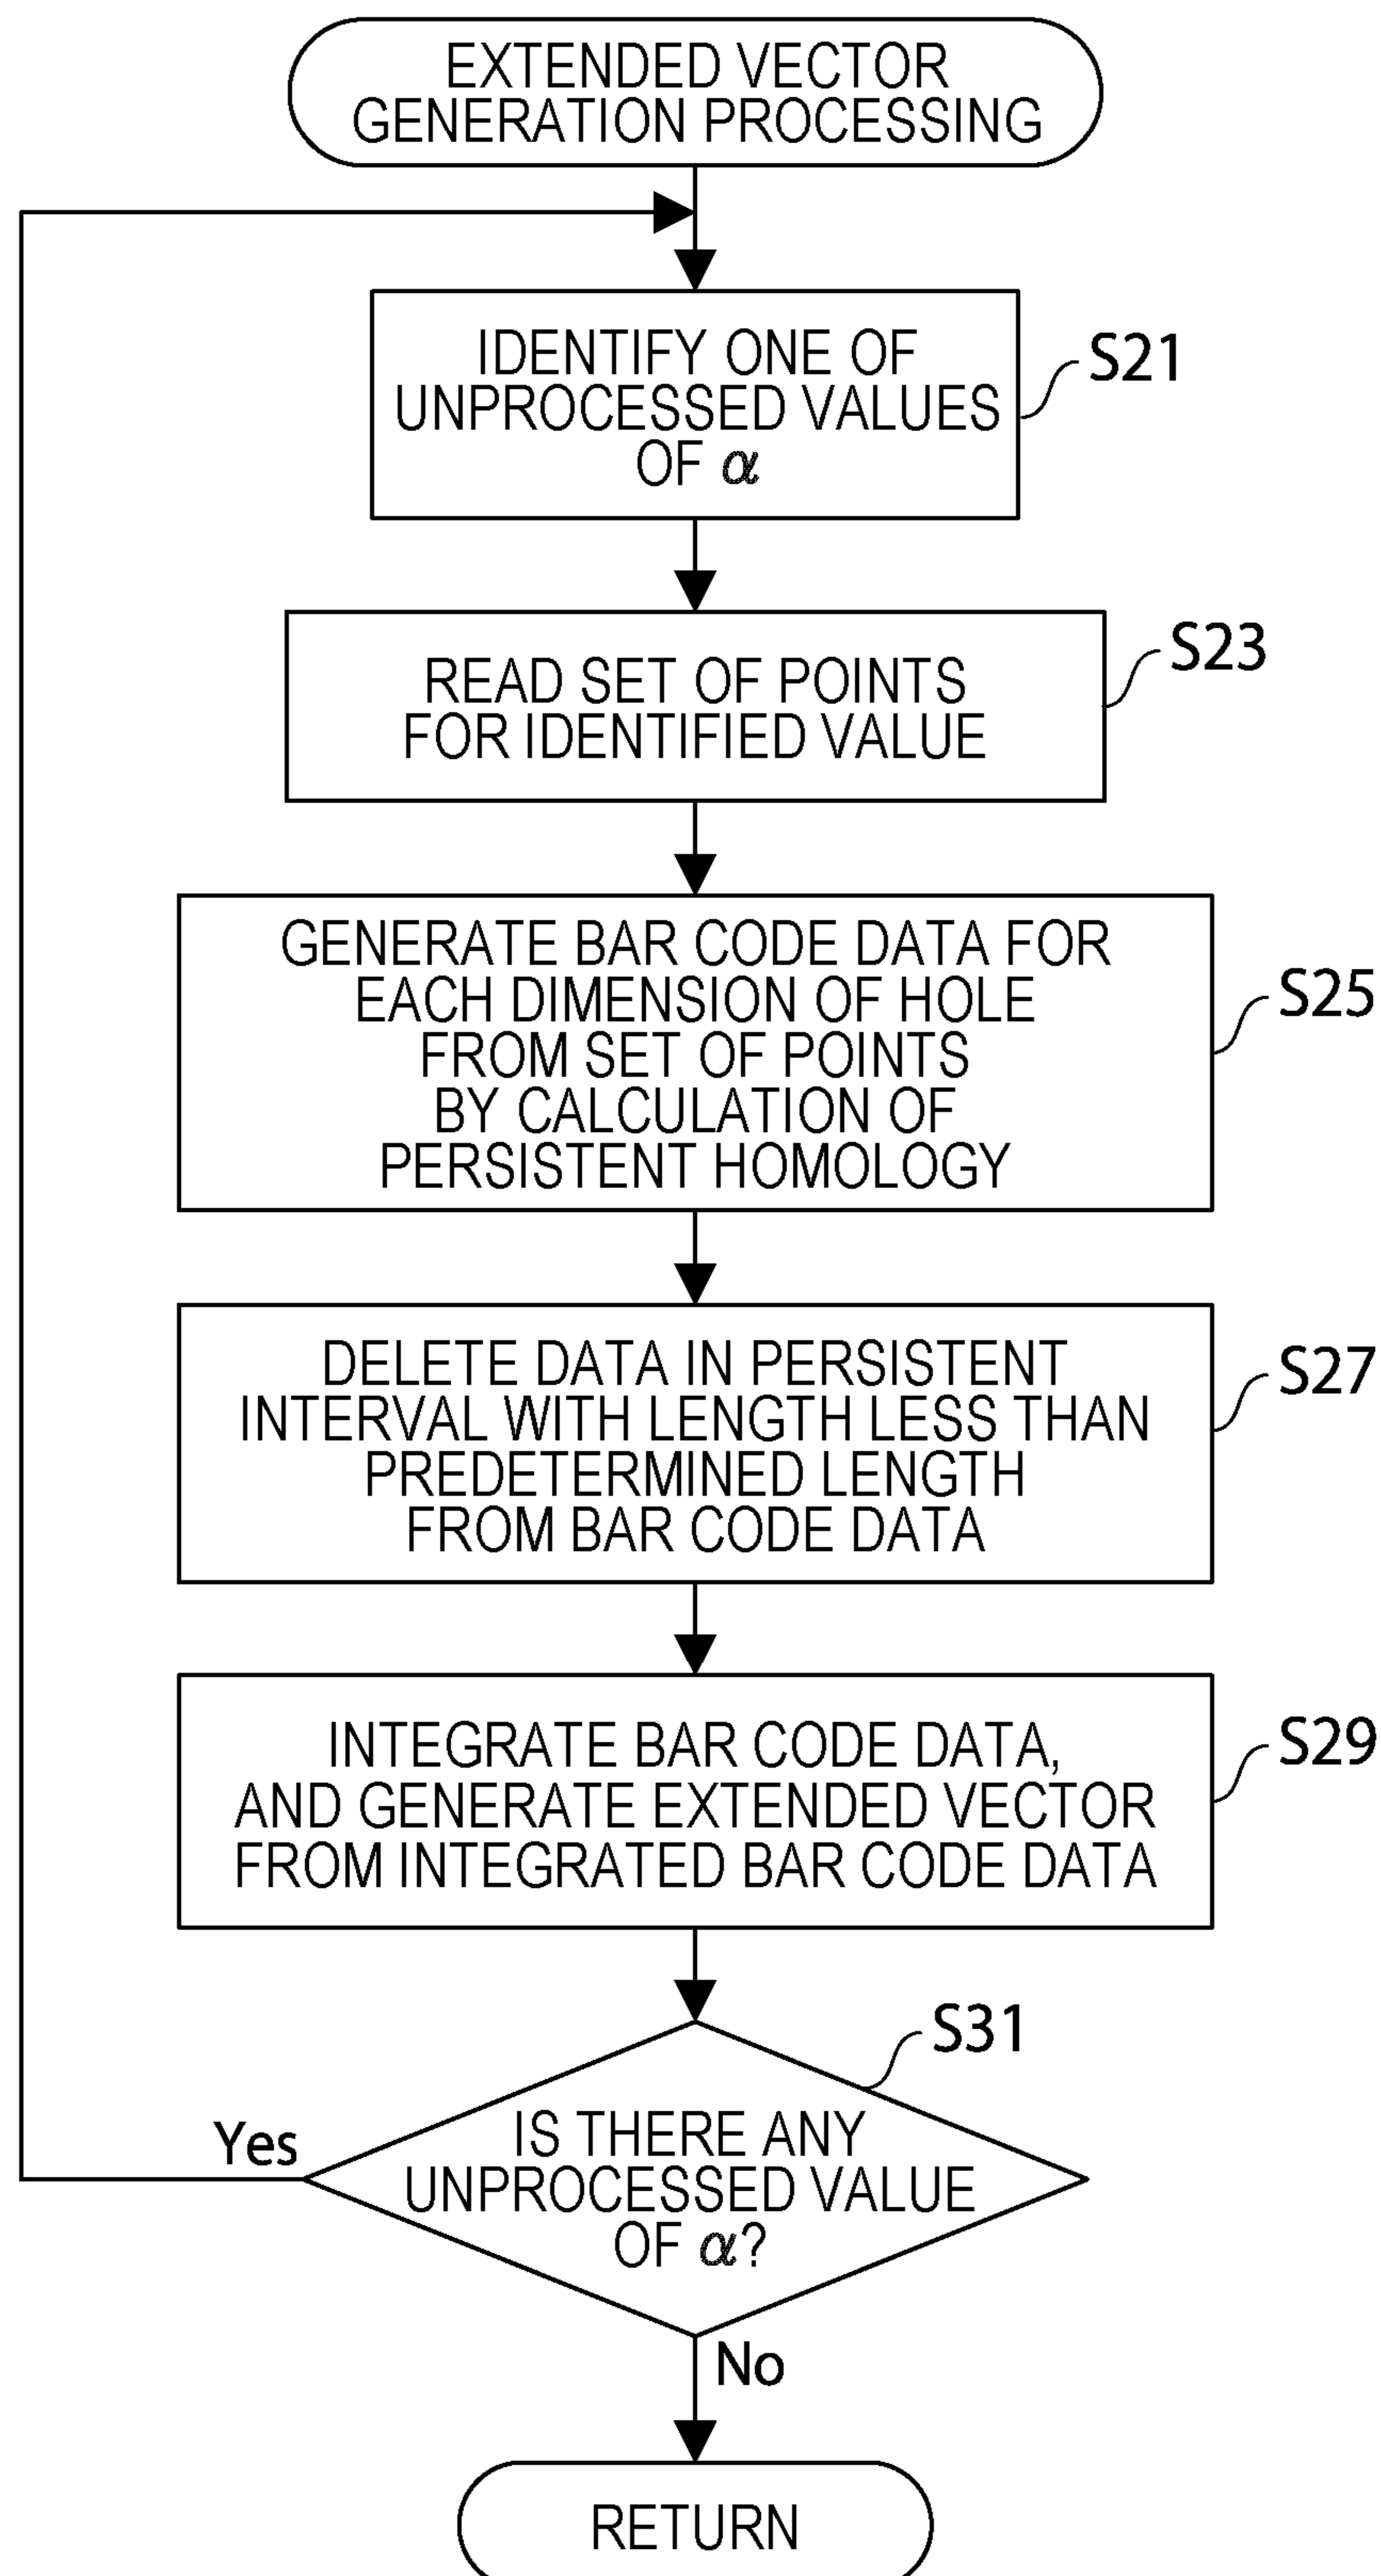 EXTENDED VECTOR
GENERATION PROCESSING
IDENTIFY ONE OF
UNPROCESSED VALUES
OF α
S21
READ SET OF POINTS
FOR IDENTIFIED VALUE
S23
GENERATE BAR CODE DATA FOR
EACH DIMENSION OF HOLE
FROM SET OF POINTS
BY CALCULATION OF
PERSISTENT HOMOLOGY
S25
DELETE DATA IN PERSISTENT
INTERVAL WITH LENGTH LESS THAN
PREDETERMINED LENGTH
FROM BAR CODE DATA
S27
INTEGRATE BAR CODE DATA,
AND GENERATE EXTENDED VECTOR
FROM INTEGRATED BAR CODE DATA
S29
S31
IS THERE ANY
UNPROCESSED VALUE
OF α?
Yes
No
RETURN